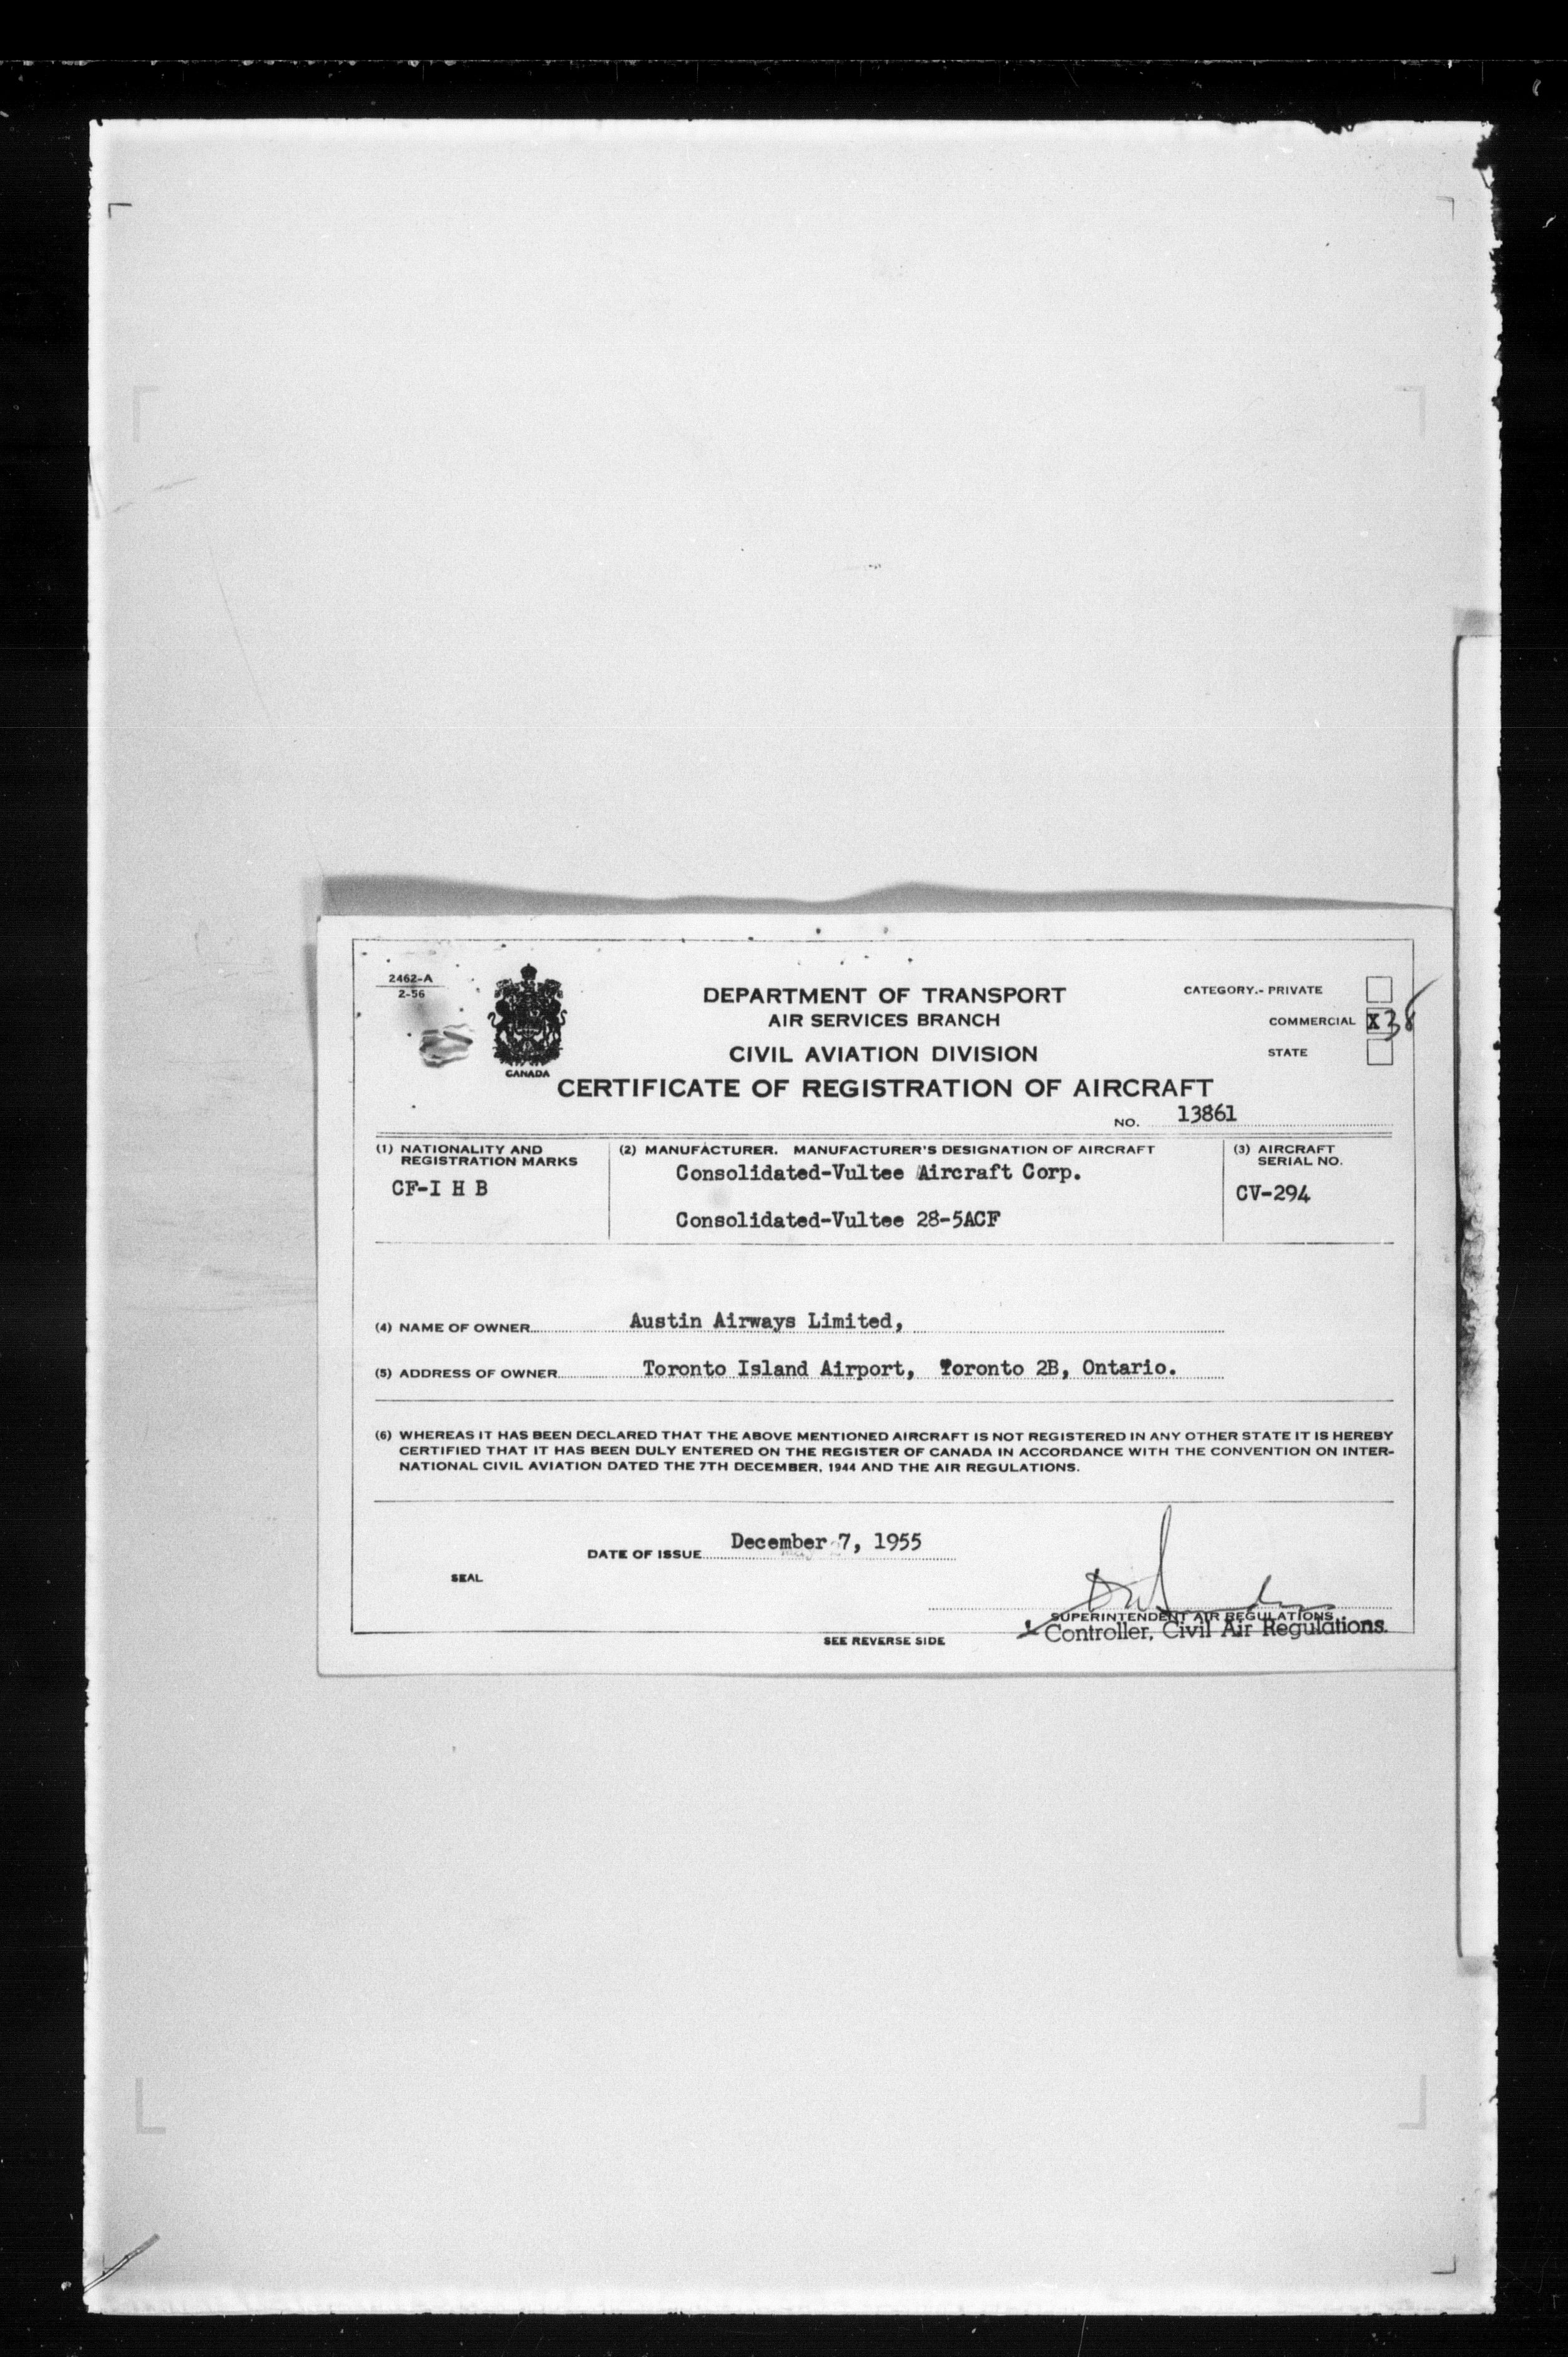 2462-A
2-56
CANADA
DEPARTMENT OF TRANSPORT
AIR SERVICES BRANCH
CIVIL AVIATION DIVISION
CERTIFICATE OF REGISTRATION OF AIRCRAFT
CATEGORY.- PRIVATE
COMMERCIAL X 38
STATE
NO. 13861
(1) NATIONALITY AND
REGISTRATION MARKS
CF-I H B
(2) MANUFACTURER. MANUFACTURER'S DESIGNATION OF AIRCRAFT
Consolidated-Vultee Aircraft Corp.
Consolidated-Vultee 28-5ACF
(3) AIRCRAFT
SERIAL NO.
CV-294
(4) NAME OF OWNER Austin Airways Limited,
(5) ADDRESS OF OWNER Toronto Island Airport, Toronto 2B, Ontario.
(6) WHEREAS IT HAS BEEN DECLARED THAT THE ABOVE MENTIONED AIRCRAFT IS NOT REGISTERED IN ANY OTHER STATE IT IS HEREBY
CERTIFIED THAT IT HAS BEEN DULY ENTERED ON THE REGISTER OF CANADA IN ACCORDANCE WITH THE CONVENTION ON INTER-
NATIONAL CIVIL AVIATION DATED THE 7TH DECEMBER, 1944 AND THE AIR REGULATIONS.
DATE OF ISSUE December 7, 1955
SEAL
SUPERINTENDENT AIR REGULATIONS
Controller, Civil Air Regulations.
SEE REVERSE SIDE